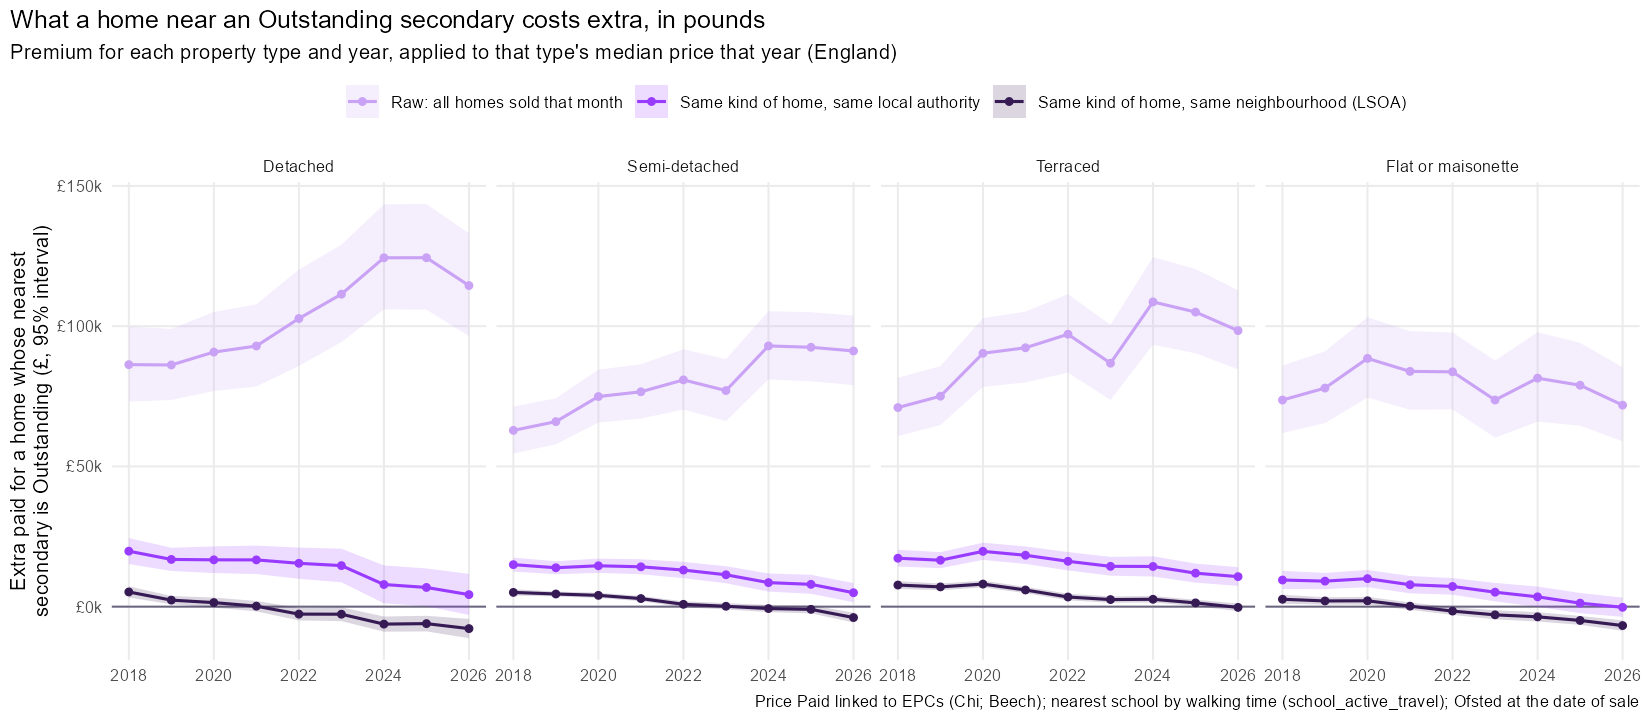 What a home near an Outstanding secondary costs extra, in pounds
Premium for each property type and year, applied to that type's median price that year (England)
Raw: all homes sold that month
Same kind of home, same local authority
Same kind of home, same neighbourhood (LSOA)
Detached
Semi-detached
Terraced
Flat or maisonette
Extra paid for a home whose nearest
secondary is Outstanding (£, 95% interval)
£150k
£100k
£50k
£0k
2018 2020 2022 2024 2026
2018 2020 2022 2024 2026
2018 2020 2022 2024 2026
2018 2020 2022 2024 2026
Price Paid linked to EPCs (Chi; Beech); nearest school by walking time (school_active_travel); Ofsted at the date of sale